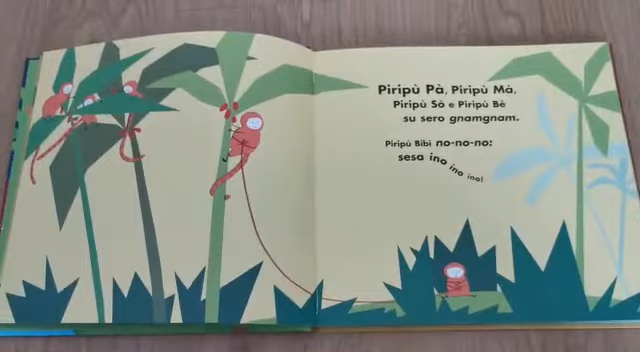 Piripù Pà, Piripù Mà,
Piripù Sò e Piripù Bè
su sero gnamgnam.
Piripù Bibi no-no-no:
sesa ino ino ino!